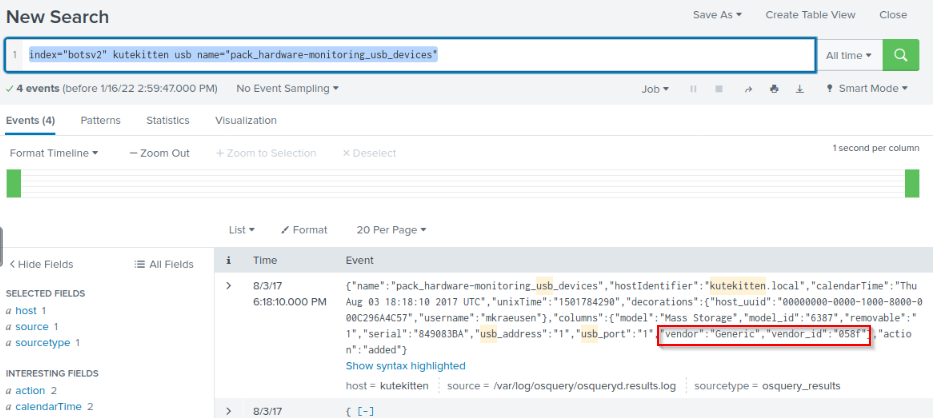 New Search
Save As ▾ Create Table View Close
1 index="botsv2" kutekitten usb name="pack_hardware-monitoring_usb_devices"
All time ▾
✓ 4 events (before 1/16/22 2:59:47.000 PM) No Event Sampling ▾ Job ▾ Smart Mode ▾
Events (4) Patterns Statistics Visualization
Format Timeline ▾ — Zoom Out + Zoom to Selection × Deselect
1 second per column
List ▾ Format 20 Per Page ▾
< Hide Fields All Fields
i Time Event
SELECTED FIELDS
a host 1
a source 1
a sourcetype 1
INTERESTING FIELDS
a action 2
a calendarTime 2
> 8/3/17
6:18:10.000 PM
{"name":"pack_hardware-monitoring_usb_devices","hostIdentifier":"kutekitten.local","calendarTime":"Thu
Aug 03 18:18:10 2017 UTC","unixTime":"1501784290","decorations":{"host_uuid":"00000000-0000-1000-8000-0
00C296A4C57","username":"mkraeusen"},"columns":{"model":"Mass Storage","model_id":"6387","removable":"
1","serial":"849083BA","usb_address":"1","usb_port":"1","vendor":"Generic","vendor_id":"058f"},"actio
n":"added"}
Show syntax highlighted
host = kutekitten source = /var/log/osquery/osqueryd.results.log sourcetype = osquery_results
> 8/3/17 { [-]